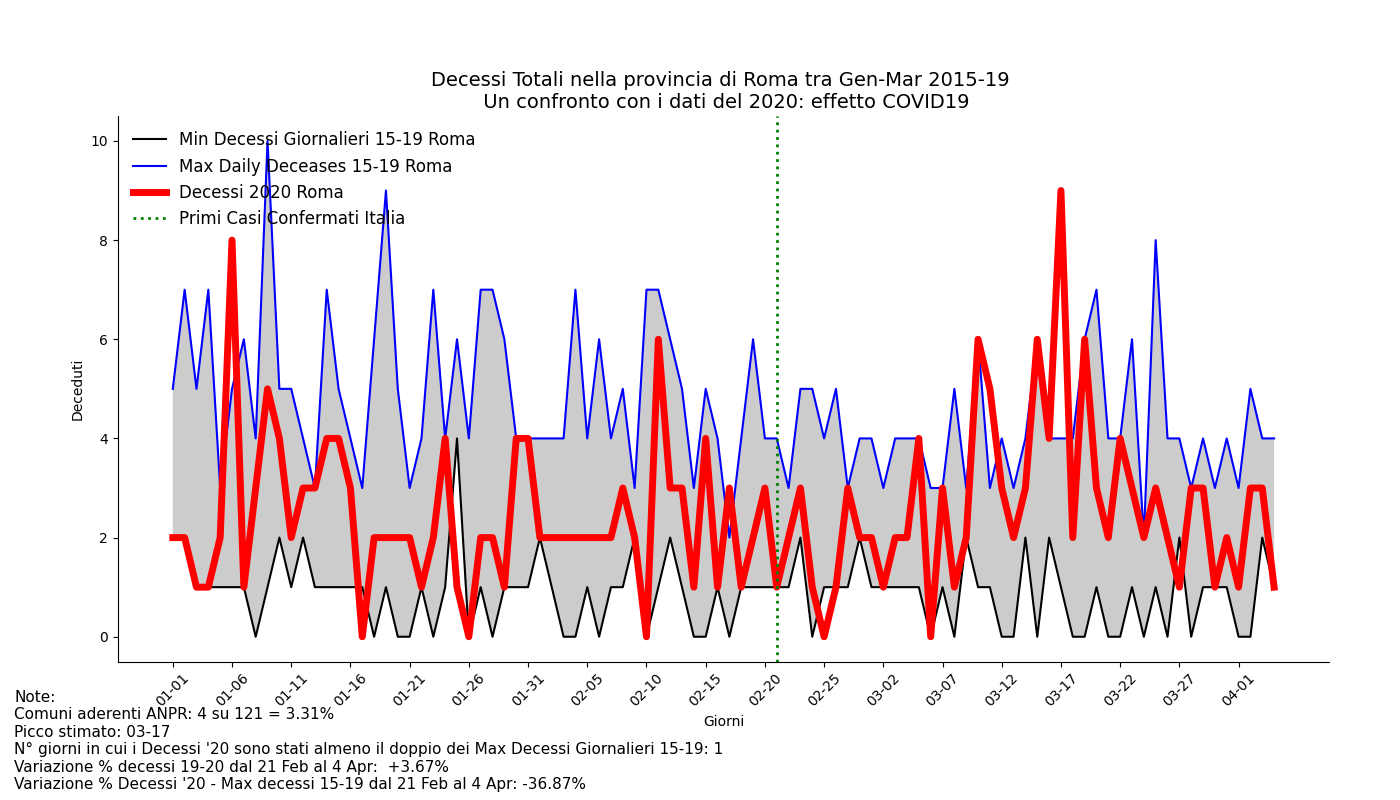 Decessi Totali nella provincia di Roma tra Gen-Mar 2015-19
Un confronto con i dati del 2020: effetto COVID19
Min Decessi Giornalieri 15-19 Roma
Max Daily Deceases 15-19 Roma
Decessi 2020 Roma
Primi Casi Confermati Italia
10
8
6
4
2
0
Deceduti
01-01
01-06
01-11
01-16
01-21
01-26
01-31
02-05
02-10
02-15
02-20
02-25
03-02
03-07
03-12
03-17
03-22
03-27
04-01
Giorni
Note:
Comuni aderenti ANPR: 4 su 121 = 3.31%
Picco stimato: 03-17
N° giorni in cui i Decessi '20 sono stati almeno il doppio dei Max Decessi Giornalieri 15-19: 1
Variazione % decessi 19-20 dal 21 Feb al 4 Apr:  +3.67%
Variazione % Decessi '20 - Max decessi 15-19 dal 21 Feb al 4 Apr: -36.87%